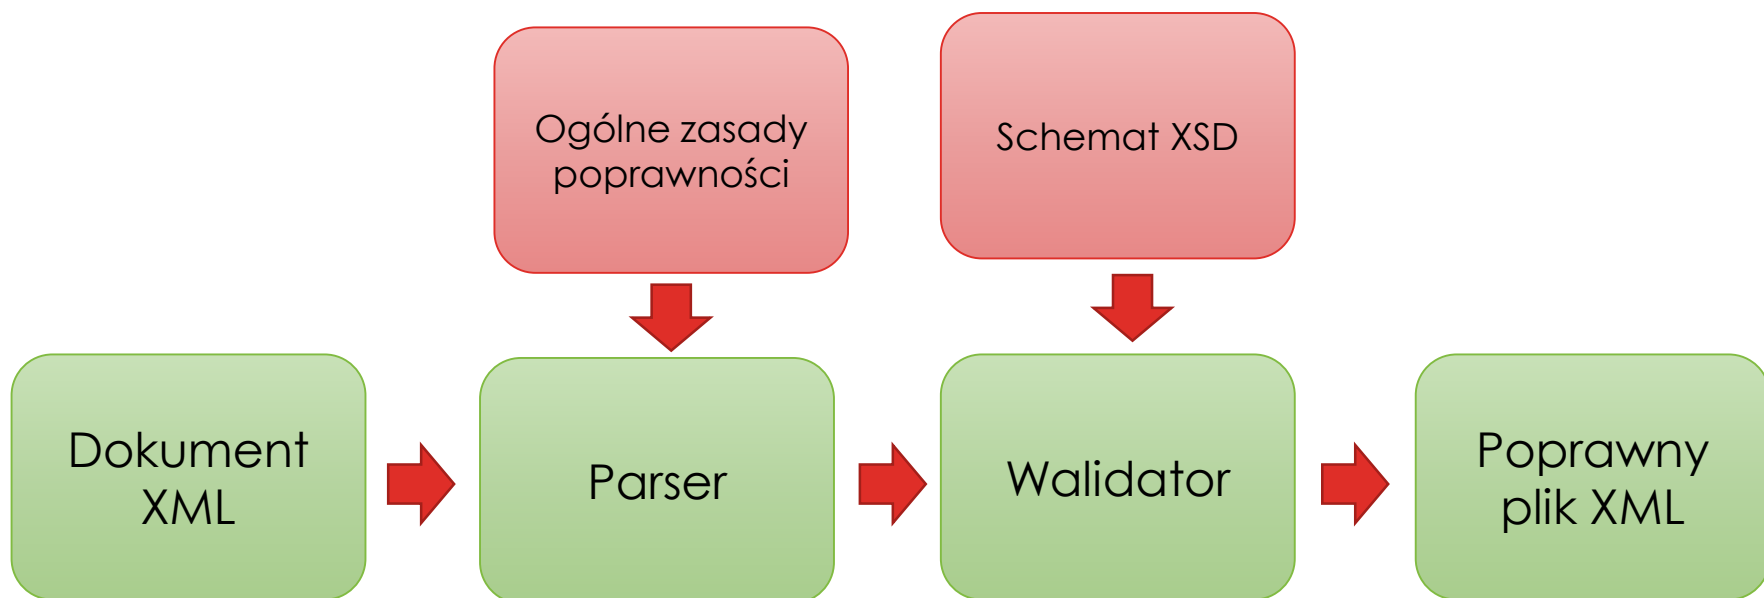 Ogólne zasady
poprawności
Schemat XSD
Dokument
XML
Parser
Walidator
Poprawny
plik XML